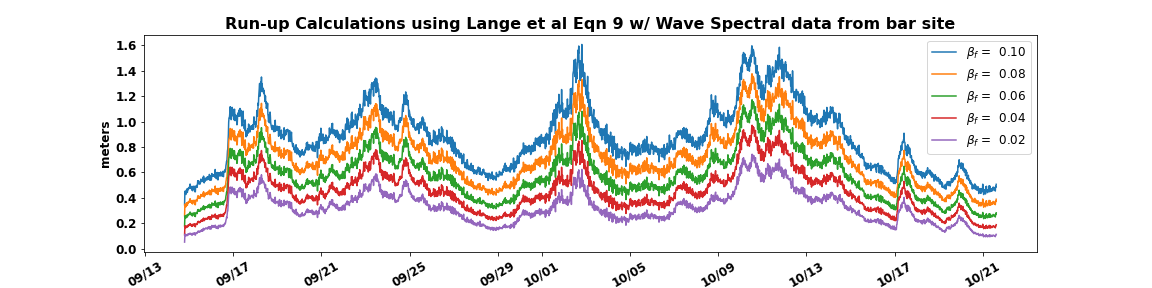 Run-up Calculations using Lange et al Eqn 9 w/ Wave Spectral data from bar site
meters
1.6
1.4
1.2
1.0
0.8
0.6
0.4
0.2
0.0
βf = 0.10
βf = 0.08
βf = 0.06
βf = 0.04
βf = 0.02
09/13 09/17 09/21 09/25 09/29 10/01 10/05 10/09 10/13 10/17 10/21